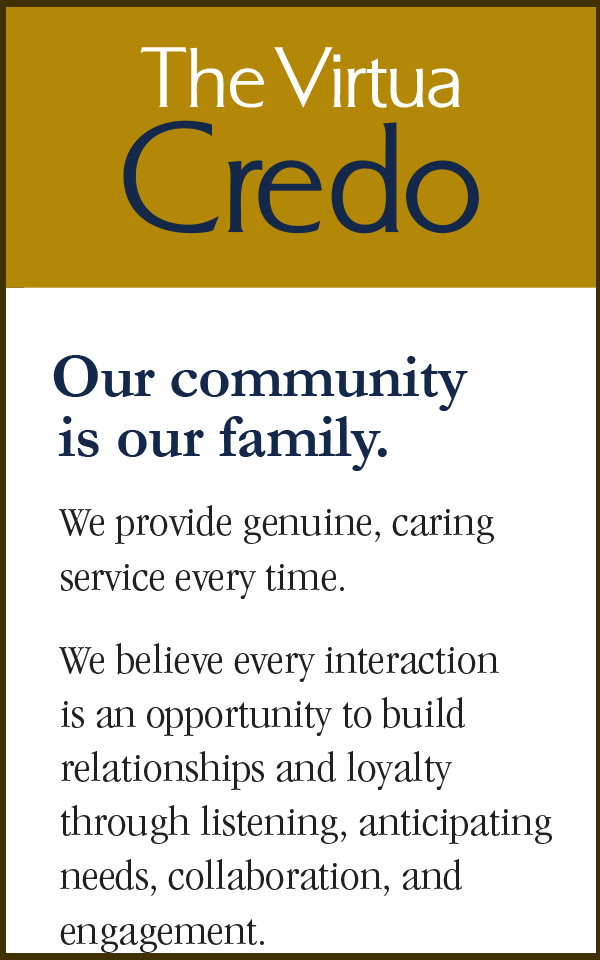 The Virtua
Credo
Our community
is our family.
We provide genuine, caring
service every time.
We believe every interaction
is an opportunity to build
relationships and loyalty
through listening, anticipating
needs, collaboration, and
engagement.